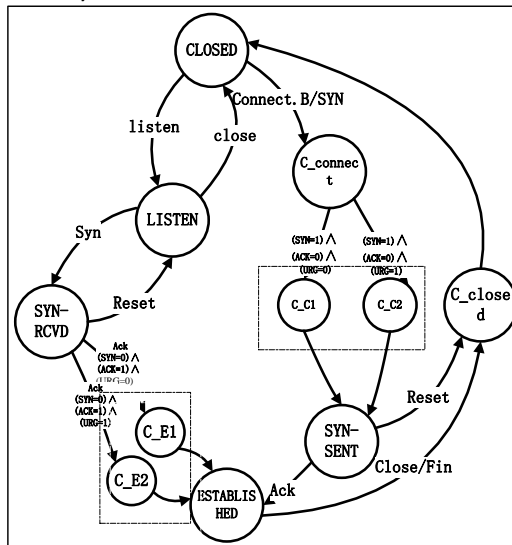 CLOSED
Connect.B/SYN
listen
close
C_connec
t
LISTEN
Syn
(SYN=1)∧
(ACK=0)∧
(URG=0)
(SYN=1)∧
(ACK=0)∧
(URG=1)
C_C1
C_C2
C_close
d
SYN-
RCVD
Reset
Ack
(SYN=0)∧
(ACK=1)∧
(URG=0)
Ack
(SYN=0)∧
(ACK=1)∧
(URG=1)
C_E1
C_E2
SYN-
SENT
Reset
Close/Fin
Ack
ESTABLIS
HED